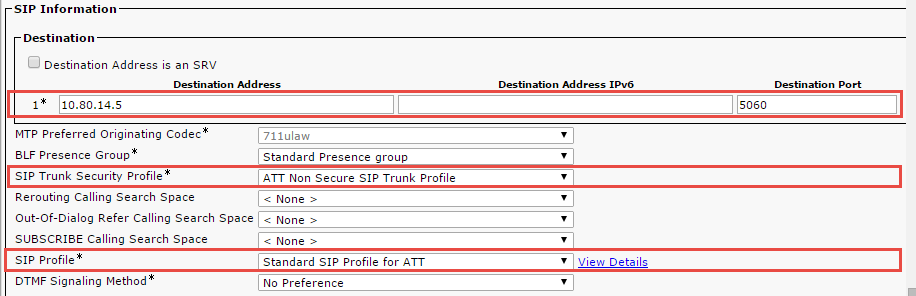 SIP Information
Destination
Destination Address is an SRV
Destination Address Destination Address IPv6 Destination Port
1* 10.80.14.5 5060
MTP Preferred Originating Codec* 711ulaw
BLF Presence Group* Standard Presence group
SIP Trunk Security Profile* ATT Non Secure SIP Trunk Profile
Rerouting Calling Search Space < None >
Out-Of-Dialog Refer Calling Search Space < None >
SUBSCRIBE Calling Search Space < None >
SIP Profile* Standard SIP Profile for ATT View Details
DTMF Signaling Method* No Preference